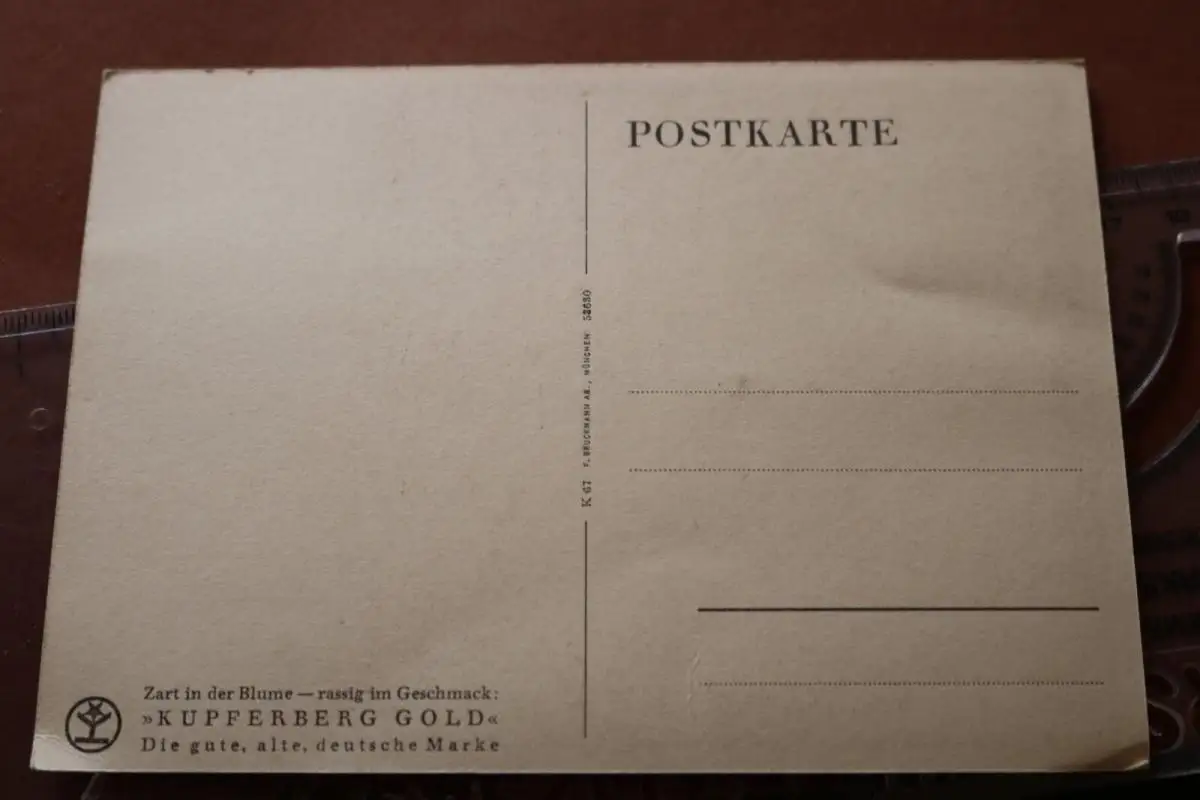 POSTKARTE
K 67 F. BRUCKMANN AG., MÜNCHEN 52630
Zart in der Blume — rassig im Geschmack:
»KUPFERBERG GOLD«
Die gute, alte, deutsche Marke